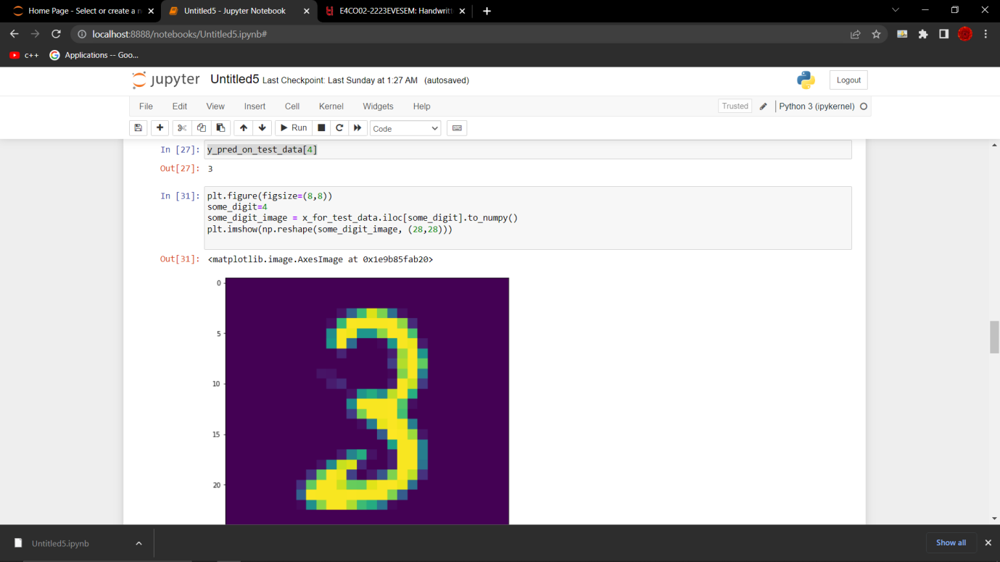 Home Page - Select or create a n
Untitled5 - Jupyter Notebook
E4CO02-2223EVESEM: Handwritt
localhost:8888/notebooks/Untitled5.ipynb#
c++
Applications -- Goo...
jupyter Untitled5 Last Checkpoint: Last Sunday at 1:27 AM (autosaved)
Logout
File Edit View Insert Cell Kernel Widgets Help
Trusted
Python 3 (ipykernel)
Run
Code
In [27]: y_pred_on_test_data[4]
Out[27]: 3
In [31]: plt.figure(figsize=(8,8))
some_digit=4
some_digit_image = x_for_test_data.iloc[some_digit].to_numpy()
plt.imshow(np.reshape(some_digit_image, (28,28)))
Out[31]: <matplotlib.image.AxesImage at 0x1e9b85fab20>
0
5
10
15
20
3
Untitled5.ipynb
Show all